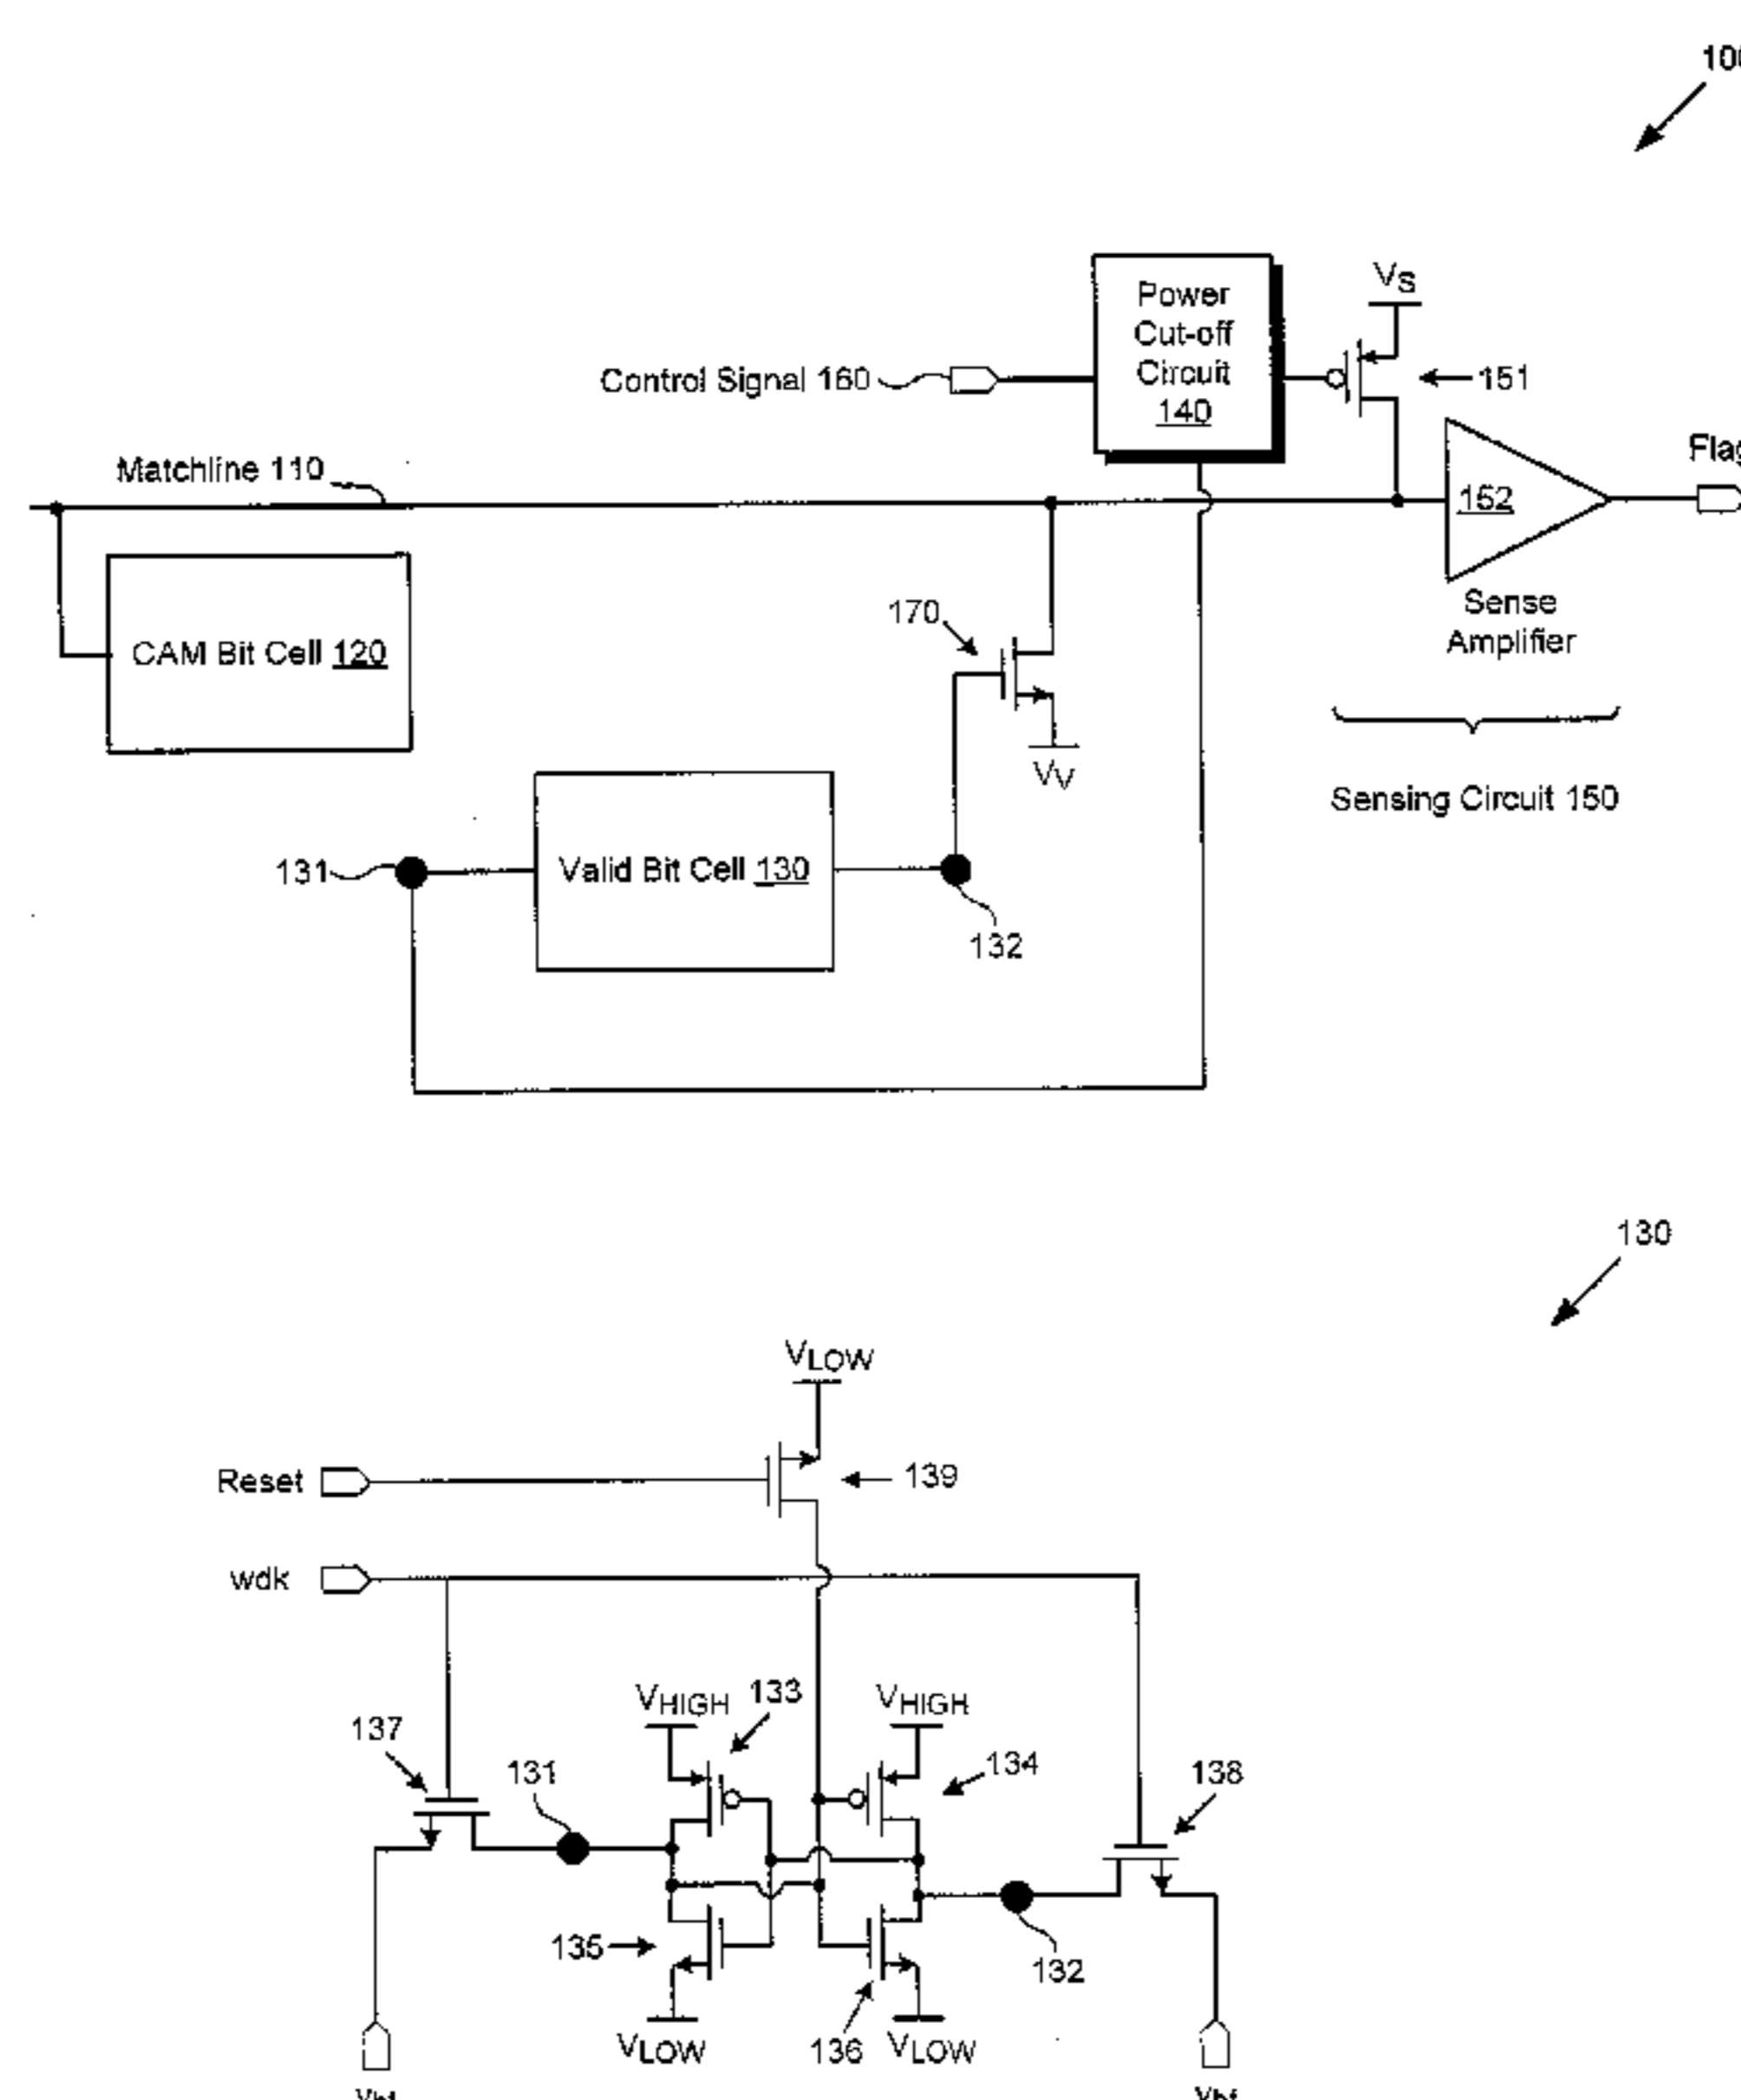 100
Power
Cut-off
Circuit
140
VS
Control Signal 160
151
Matchline 110
152
Sense
Amplifier
170
CAM Bit Cell 120
VV
Sensing Circuit 150
131
Valid Bit Cell 130
132
130
VLOW
Reset
139
wdk
VHIGH
133
VHIGH
137
131
134
138
135
132
VLOW
136
VLOW